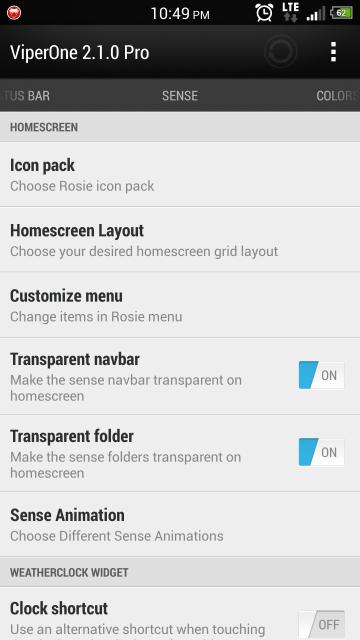 10:49 PM
LTE
62
ViperOne 2.1.0 Pro
TUS BAR
SENSE
COLORS
HOMESCREEN
Icon pack
Choose Rosie icon pack
Homescreen Layout
Choose your desired homescreen grid layout
Customize menu
Change items in Rosie menu
Transparent navbar
Make the sense navbar transparent on
homescreen
ON
Transparent folder
Make the sense folders transparent on
homescreen
ON
Sense Animation
Choose Different Sense Animations
WEATHERCLOCK WIDGET
Clock shortcut
Use an alternative shortcut when touching
OFF